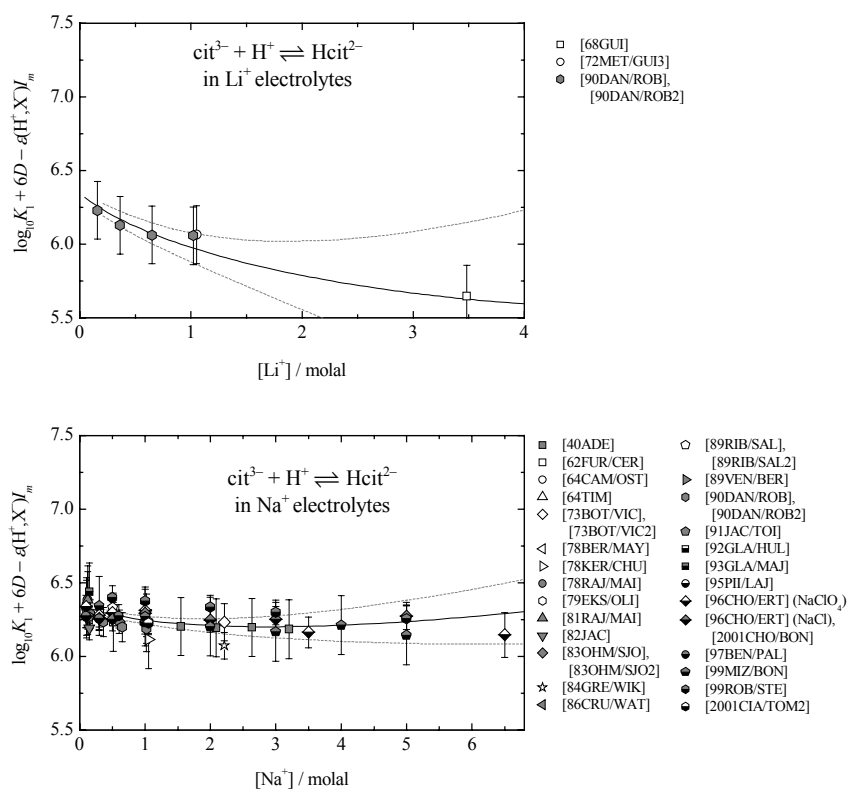 7.5
7.0
6.5
6.0
5.5
log₁₀K₁ + 6D – ε(H⁺,X⁻)Iₘ
cit³⁻ + H⁺ ⇌ Hcit²⁻
in Li⁺ electrolytes
0 1 2 3 4
[Li⁺] / molal
[68GUI]
[72MET/GUI3]
[90DAN/ROB],
[90DAN/ROB2]
7.5
7.0
6.5
6.0
5.5
log₁₀K₁ + 6D – ε(H⁺,X⁻)Iₘ
cit³⁻ + H⁺ ⇌ Hcit²⁻
in Na⁺ electrolytes
0 1 2 3 4 5 6
[Na⁺] / molal
[40ADE]
[62FUR/CER]
[64CAM/OST]
[64TIM]
[73BOT/VIC],
[73BOT/VIC2]
[78BER/MAY]
[78KER/CHU]
[78RAJ/MAI]
[79EKS/OLI]
[81RAJ/MAI]
[82JAC]
[83OHM/SJO],
[83OHM/SJO2]
[84GRE/WIK]
[86CRU/WAT]
[89RIB/SAL],
[89RIB/SAL2]
[89VEN/BER]
[90DAN/ROB],
[90DAN/ROB2]
[91JAC/TOI]
[92GLA/HUL]
[93GLA/MAJ]
[95PII/LAJ]
[96CHO/ERT] (NaClO₄)
[96CHO/ERT] (NaCl),
[2001CHO/BON]
[97BEN/PAL]
[99MIZ/BON]
[99ROB/STE]
[2001CIA/TOM2]